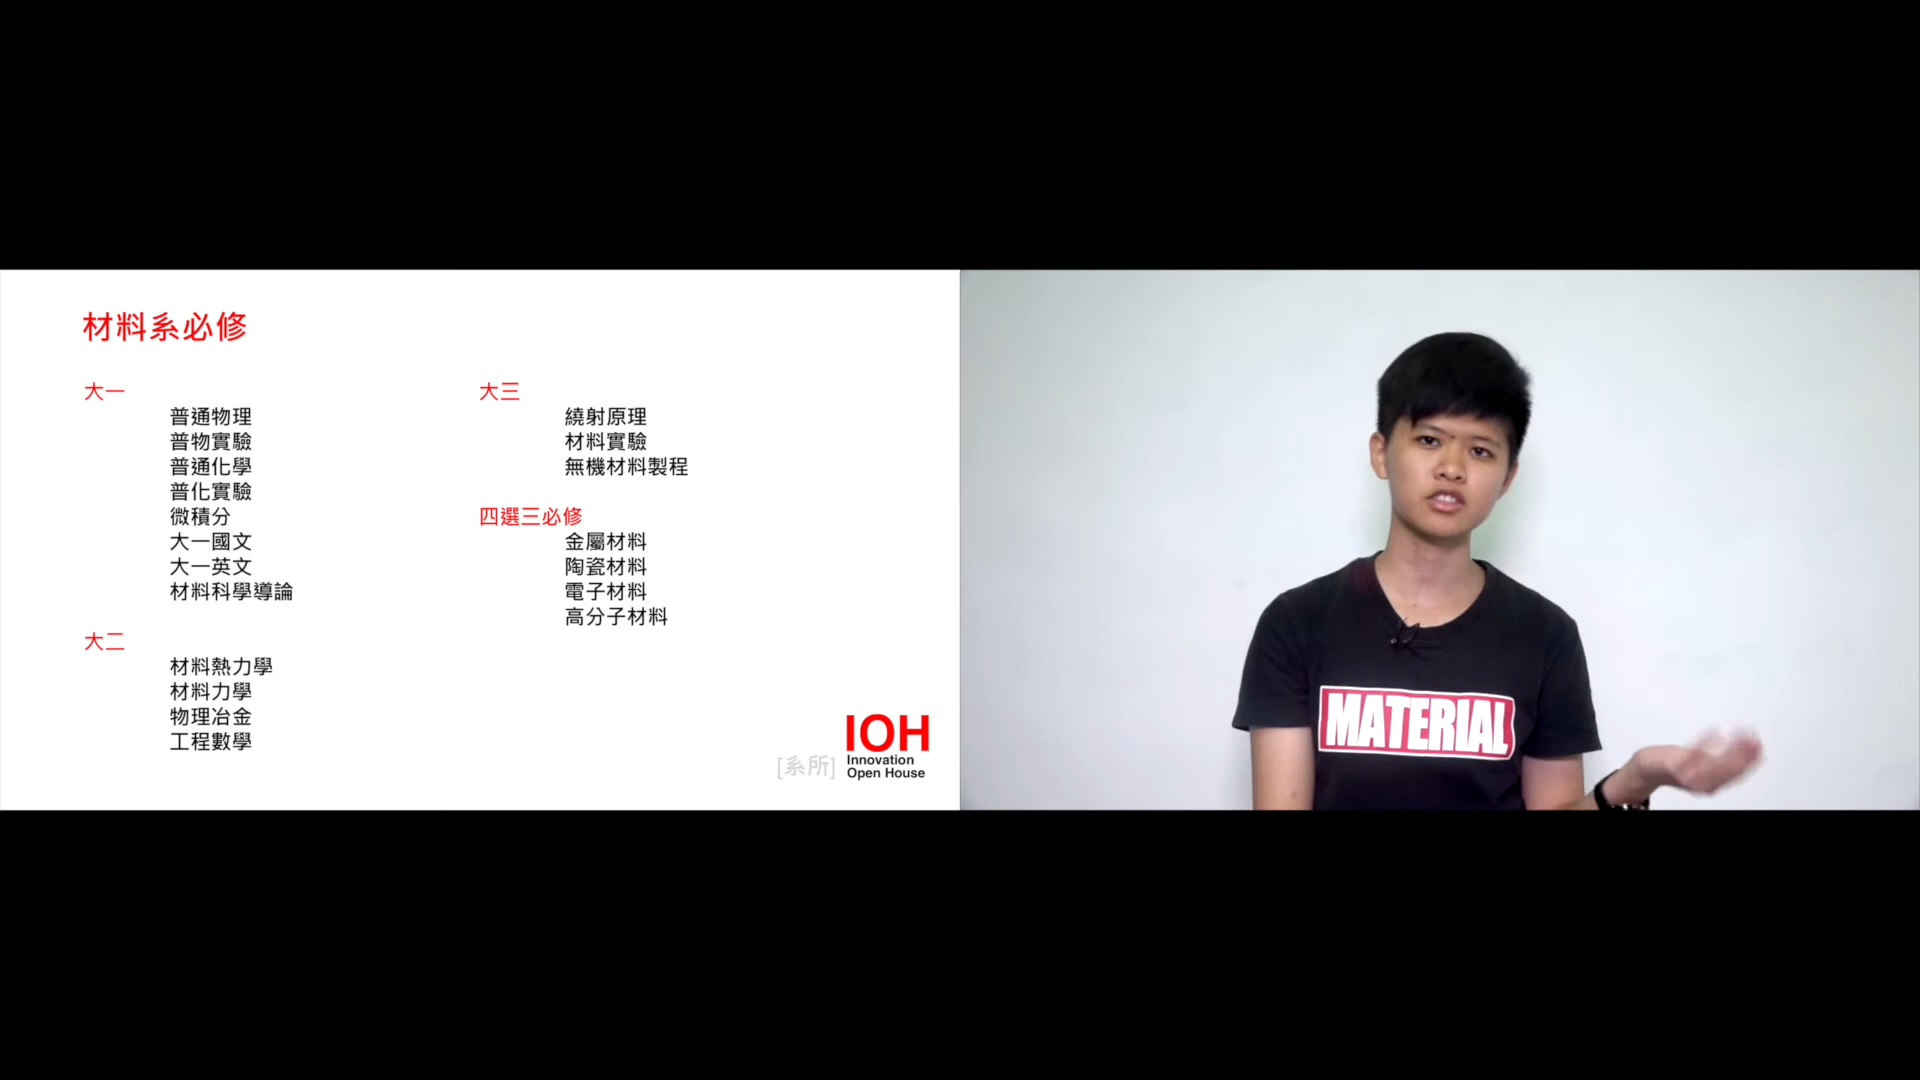 材料系必修
大一
普通物理
普物實驗
普通化學
普化實驗
微積分
大一國文
大一英文
材料科學導論
大二
材料熱力學
材料力學
物理冶金
工程數學
大三
繞射原理
材料實驗
無機材料製程
四選三必修
金屬材料
陶瓷材料
電子材料
高分子材料
[系所]
IOH
Innovation
Open House
MATERIAL